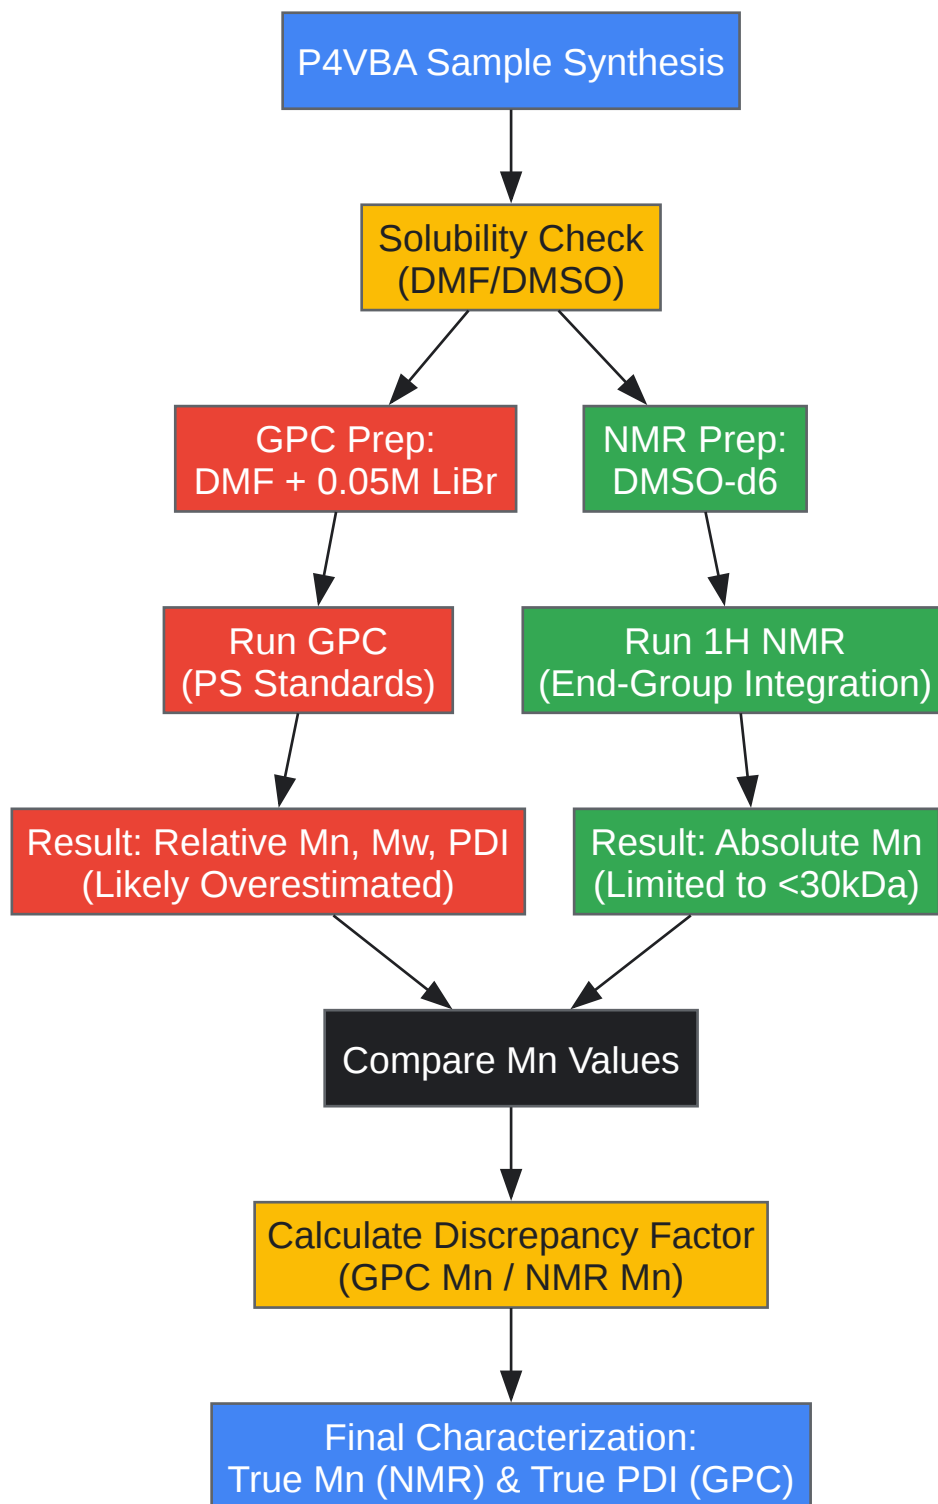 P4VBA Sample Synthesis
Solubility Check
(DMF/DMSO)
GPC Prep:
DMF + 0.05M LiBr
NMR Prep:
DMSO-d6
Run GPC
(PS Standards)
Run 1H NMR
(End-Group Integration)
Result: Relative Mn, Mw, PDI
(Likely Overestimated)
Result: Absolute Mn
(Limited to <30kDa)
Compare Mn Values
Calculate Discrepancy Factor
(GPC Mn / NMR Mn)
Final Characterization:
True Mn (NMR) & True PDI (GPC)